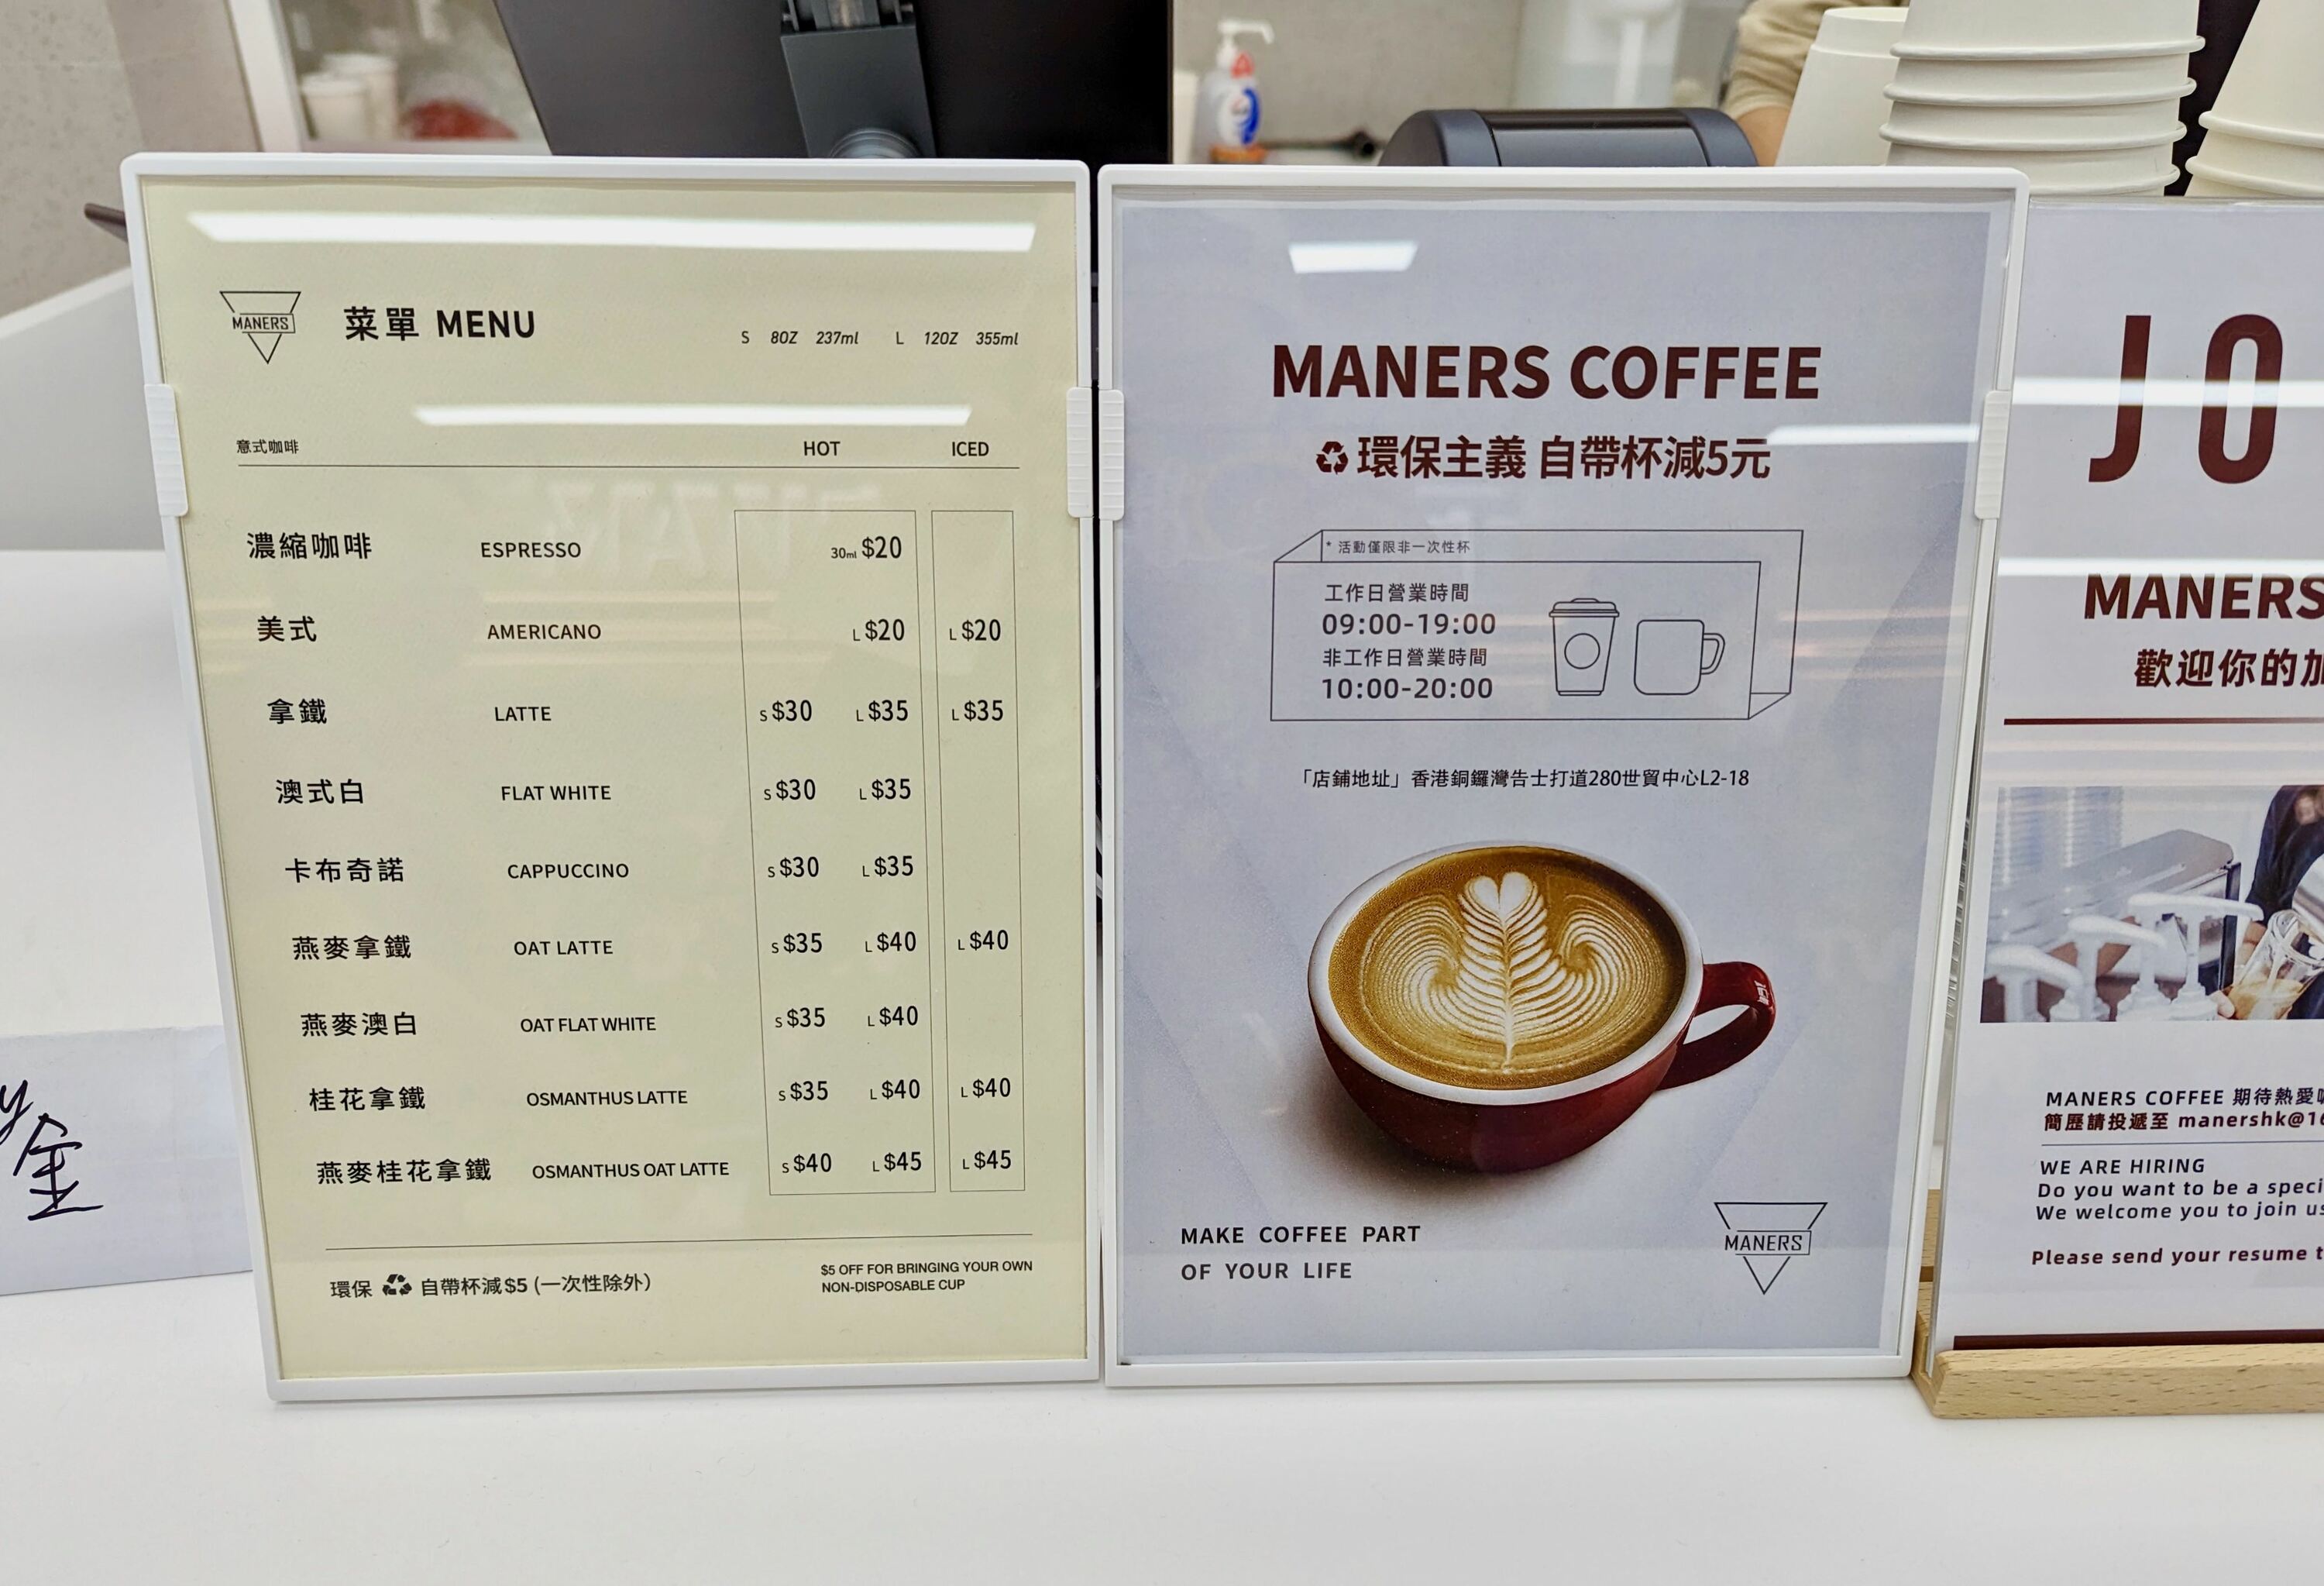 MANERS
菜單 MENU
S 8OZ 237ml L 12OZ 355ml
意式咖啡 HOT ICED
濃縮咖啡 ESPRESSO 30ml $20
美式 AMERICANO L $20 L $20
拿鐵 LATTE S $30 L $35 L $35
澳式白 FLAT WHITE S $30 L $35
卡布奇諾 CAPPUCCINO S $30 L $35
燕麥拿鐵 OAT LATTE S $35 L $40 L $40
燕麥澳白 OAT FLAT WHITE S $35 L $40
桂花拿鐵 OSMANTHUS LATTE S $35 L $40 L $40
燕麥桂花拿鐵 OSMANTHUS OAT LATTE S $40 L $45 L $45
環保 自帶杯減$5 (一次性除外)
$5 OFF FOR BRINGING YOUR OWN
NON-DISPOSABLE CUP
MANERS COFFEE
環保主義 自帶杯減5元
* 活動僅限非一次性杯
工作日營業時間
09:00-19:00
非工作日營業時間
10:00-20:00
「店鋪地址」香港銅鑼灣告士打道280世貿中心L2-18
MAKE COFFEE PART
OF YOUR LIFE
MANERS
JO
MANERS
歡迎你的
MANERS COFFEE 期待熱愛
簡歷請投遞至 manershk@16
WE ARE HIRING
Do you want to be a speci
We welcome you to join us
Please send your resume t
金